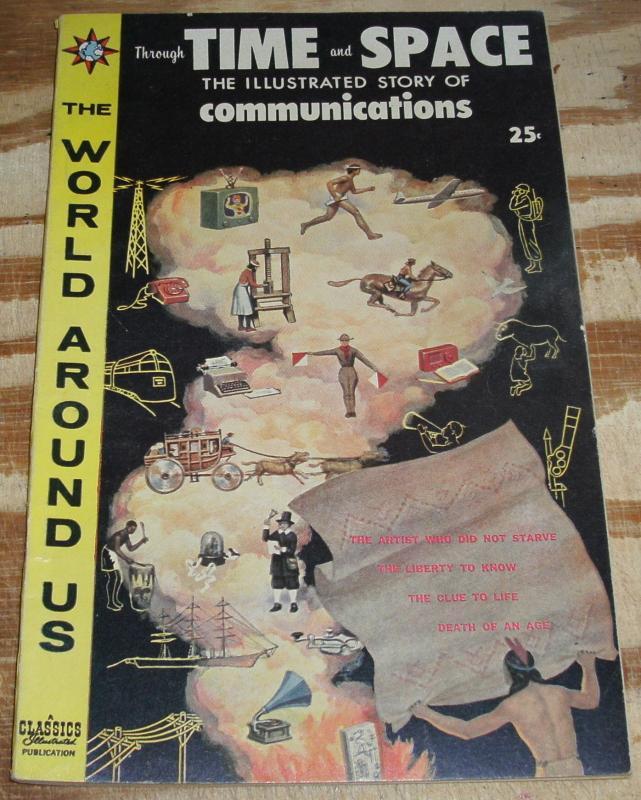 Through TIME and SPACE
THE ILLUSTRATED STORY OF
communications
25¢
THE WORLD AROUND US
THE ARTIST WHO DID NOT STARVE
THE LIBERTY TO KNOW
THE CLUE TO LIFE
DEATH OF AN AGE
A
CLASSICS
Illustrated
PUBLICATION